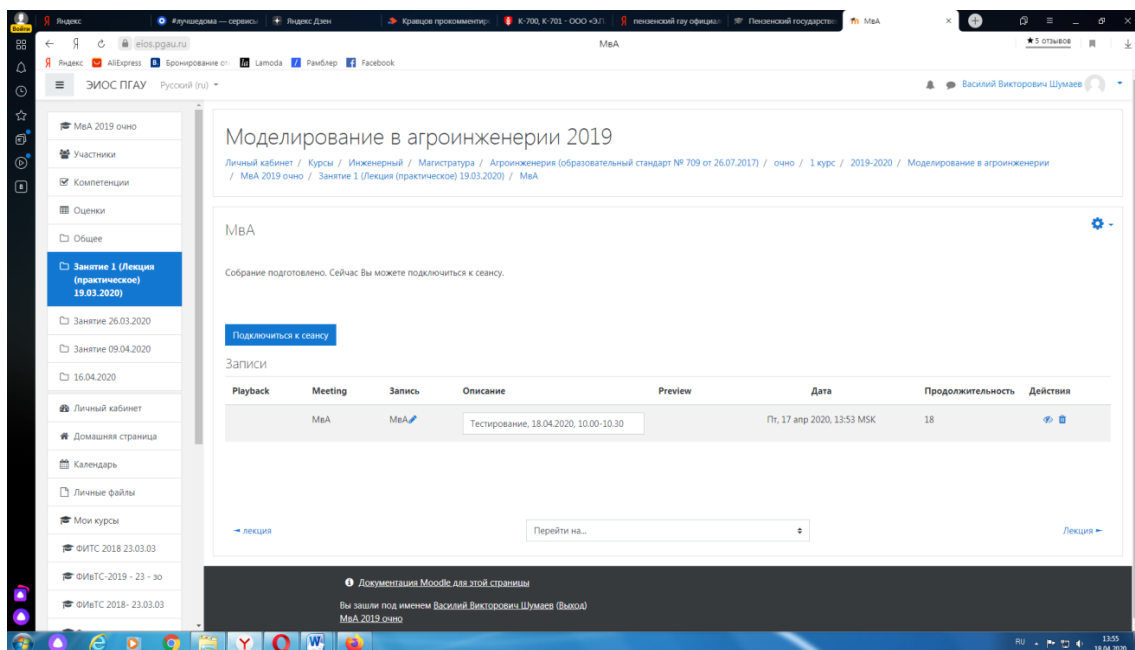 Яндекс
#лучшедома — сервисы
Яндекс Дзен
Кравцов прокомментир
К-700, К-701 - ООО «ЭЛ
пензенский гау официал
Пензенский государстве
МвА
Войти
eios.pgau.ru
МвА
★ 5 отзывов
Яндекс
AliExpress
Бронирование от
Lamoda
Рамблер
Facebook
ЭИОС ПГАУ
Русский (ru)
Василий Викторович Шумаев
МвА 2019 очно
Участники
Компетенции
Оценки
Общее
Занятие 1 (Лекция
(практическое)
19.03.2020)
Занятие 26.03.2020
Занятие 09.04.2020
16.04.2020
Личный кабинет
Домашняя страница
Календарь
Личные файлы
Мои курсы
ФИТС 2018 23.03.03
ФИвТС-2019 - 23 - зо
ФИвТС 2018- 23.03.03
Моделирование в агроинженерии 2019
Личный кабинет / Курсы / Инженерный / Магистратура / Агроинженерия (образовательный стандарт № 709 от 26.07.2017) / очно / 1 курс / 2019-2020 / Моделирование в агроинженерии
/ МвА 2019 очно / Занятие 1 (Лекция (практическое) 19.03.2020) / МвА
МвА
Собрание подготовлено. Сейчас Вы можете подключиться к сеансу.
Подключиться к сеансу
Записи
Playback Meeting Запись Описание Preview Дата Продолжительность Действия
МвА МвА Тестирование, 18.04.2020, 10.00-10.30 Пт, 17 апр 2020, 13:53 MSK 18
◄ лекция
Перейти на...
Лекция ►
Документация Moodle для этой страницы
Вы зашли под именем Василий Викторович Шумаев (Выход)
МвА 2019 очно
RU
13:55
18.04.2020